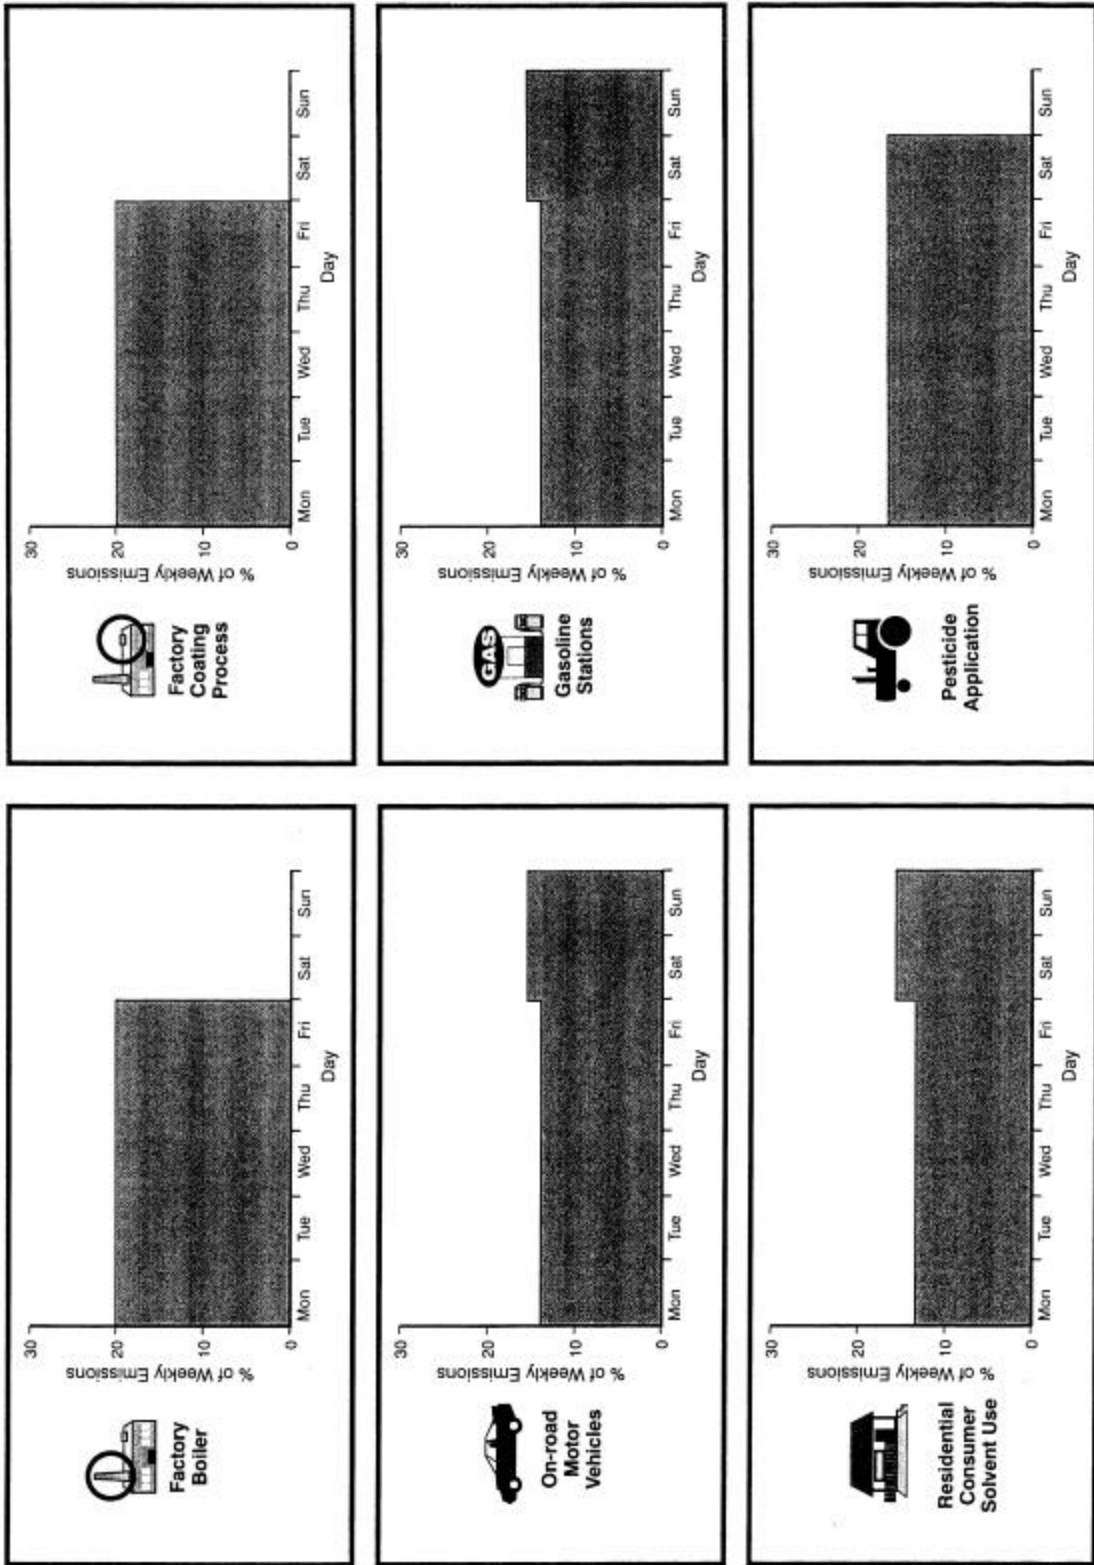 Factory
Boiler
% of Weekly Emissions
30
20
10
0
Mon Tue Wed Thu Fri Sat Sun
Day
Factory
Coating
Process
% of Weekly Emissions
30
20
10
0
Mon Tue Wed Thu Fri Sat Sun
Day
On-road
Motor
Vehicles
% of Weekly Emissions
30
20
10
0
Mon Tue Wed Thu Fri Sat Sun
Day
GAS
Gasoline
Stations
% of Weekly Emissions
30
20
10
0
Mon Tue Wed Thu Fri Sat Sun
Day
Residential
Consumer
Solvent Use
% of Weekly Emissions
30
20
10
0
Mon Tue Wed Thu Fri Sat Sun
Day
Pesticide
Application
% of Weekly Emissions
30
20
10
0
Mon Tue Wed Thu Fri Sat Sun
Day